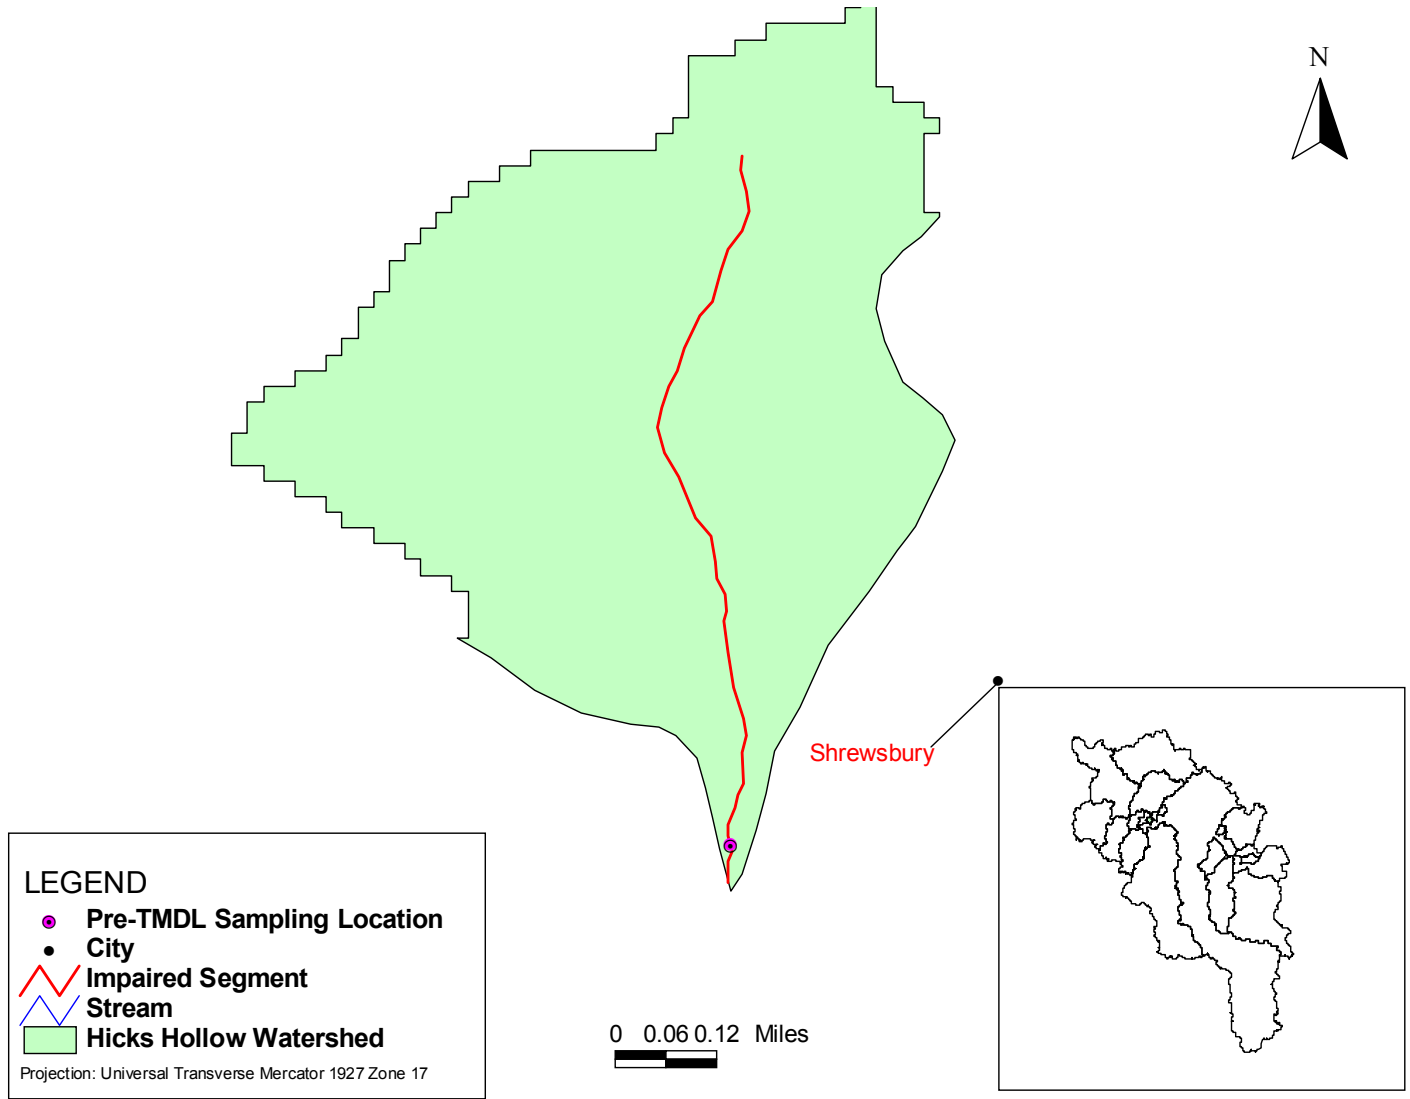 N
Shrewsbury
LEGEND
Pre-TMDL Sampling Location
City
Impaired Segment
Stream
Hicks Hollow Watershed
Projection: Universal Transverse Mercator 1927 Zone 17
0 0.06 0.12 Miles